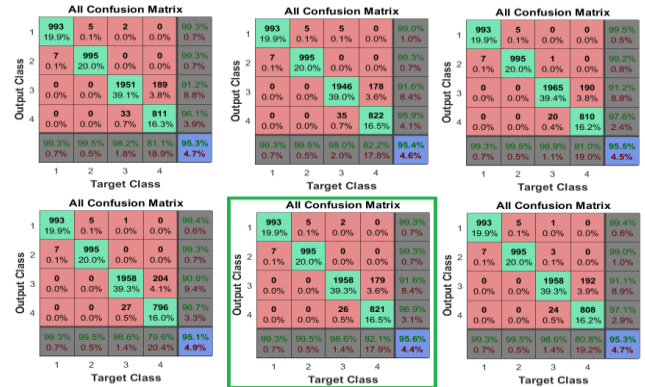 All Confusion Matrix
1 993 5 2 0 99.3%
19.9% 0.1% 0.0% 0.0% 0.7%
2 7 995 0 0 99.3%
0.1% 20.0% 0.0% 0.0% 0.7%
3 0 0 1951 189 91.2%
0.0% 0.0% 39.1% 3.8% 8.8%
4 0 0 33 811 96.1%
0.0% 0.0% 0.7% 16.3% 3.9%
99.3% 99.5% 98.0% 81.1% 95.3%
0.7% 0.5% 1.8% 18.9% 4.7%
1 2 3 4
Target Class
Output Class
All Confusion Matrix
1 993 5 5 0 99.0%
19.9% 0.1% 0.1% 0.0% 1.0%
2 7 995 0 0 99.3%
0.1% 20.0% 0.0% 0.0% 0.7%
3 0 0 1946 178 91.6%
0.0% 0.0% 39.0% 3.6% 8.4%
4 0 0 35 822 95.9%
0.0% 0.0% 0.7% 16.5% 4.1%
99.3% 99.5% 98.0% 82.2% 95.4%
0.7% 0.5% 2.0% 17.8% 4.6%
1 2 3 4
Target Class
Output Class
All Confusion Matrix
1 993 5 0 0 99.5%
19.9% 0.1% 0.0% 0.0% 0.5%
2 7 995 1 0 99.2%
0.1% 20.0% 0.0% 0.0% 0.8%
3 0 0 1965 190 91.2%
0.0% 0.0% 39.4% 3.8% 8.8%
4 0 0 20 810 97.6%
0.0% 0.0% 0.4% 16.2% 2.4%
99.3% 99.5% 98.9% 81.0% 95.5%
0.7% 0.5% 1.1% 19.0% 4.5%
1 2 3 4
Target Class
Output Class
All Confusion Matrix
1 993 5 1 0 99.4%
19.9% 0.1% 0.0% 0.0% 0.6%
2 7 995 0 0 99.3%
0.1% 20.0% 0.0% 0.0% 0.7%
3 0 0 1958 204 90.6%
0.0% 0.0% 39.3% 4.1% 9.4%
4 0 0 27 796 96.7%
0.0% 0.0% 0.5% 16.0% 3.3%
99.3% 99.5% 98.6% 79.6% 95.1%
0.7% 0.5% 1.4% 20.4% 4.9%
1 2 3 4
Target Class
Output Class
All Confusion Matrix
1 993 5 2 0 99.3%
19.9% 0.1% 0.0% 0.0% 0.7%
2 7 995 0 0 99.3%
0.1% 20.0% 0.0% 0.0% 0.7%
3 0 0 1958 179 91.6%
0.0% 0.0% 39.3% 3.6% 8.4%
4 0 0 26 821 96.9%
0.0% 0.0% 0.5% 16.5% 3.1%
99.3% 99.5% 98.6% 82.1% 95.6%
0.7% 0.5% 1.4% 17.9% 4.4%
1 2 3 4
Target Class
Output Class
All Confusion Matrix
1 993 5 1 0 99.4%
19.9% 0.1% 0.0% 0.0% 0.6%
2 7 995 3 0 99.0%
0.1% 20.0% 0.1% 0.0% 1.0%
3 0 0 1958 192 91.1%
0.0% 0.0% 39.3% 3.9% 8.9%
4 0 0 24 808 97.1%
0.0% 0.0% 0.5% 16.2% 2.9%
99.3% 99.5% 98.6% 80.8% 95.3%
0.7% 0.5% 1.4% 19.2% 4.7%
1 2 3 4
Target Class
Output Class